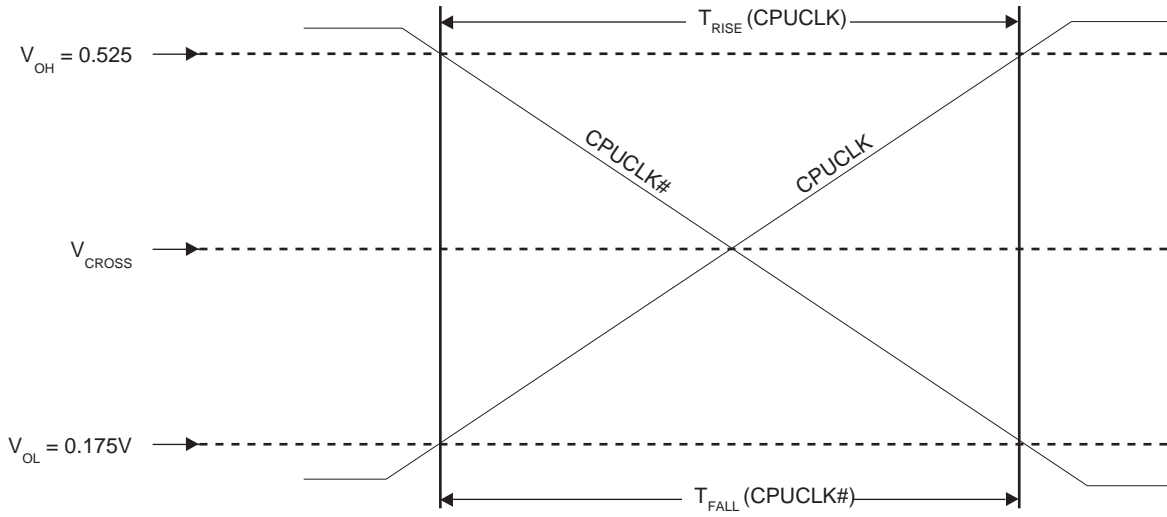 T_RISE (CPUCLK)
V_OH = 0.525
CPUCLK#
CPUCLK
V_CROSS
V_OL = 0.175V
T_FALL (CPUCLK#)